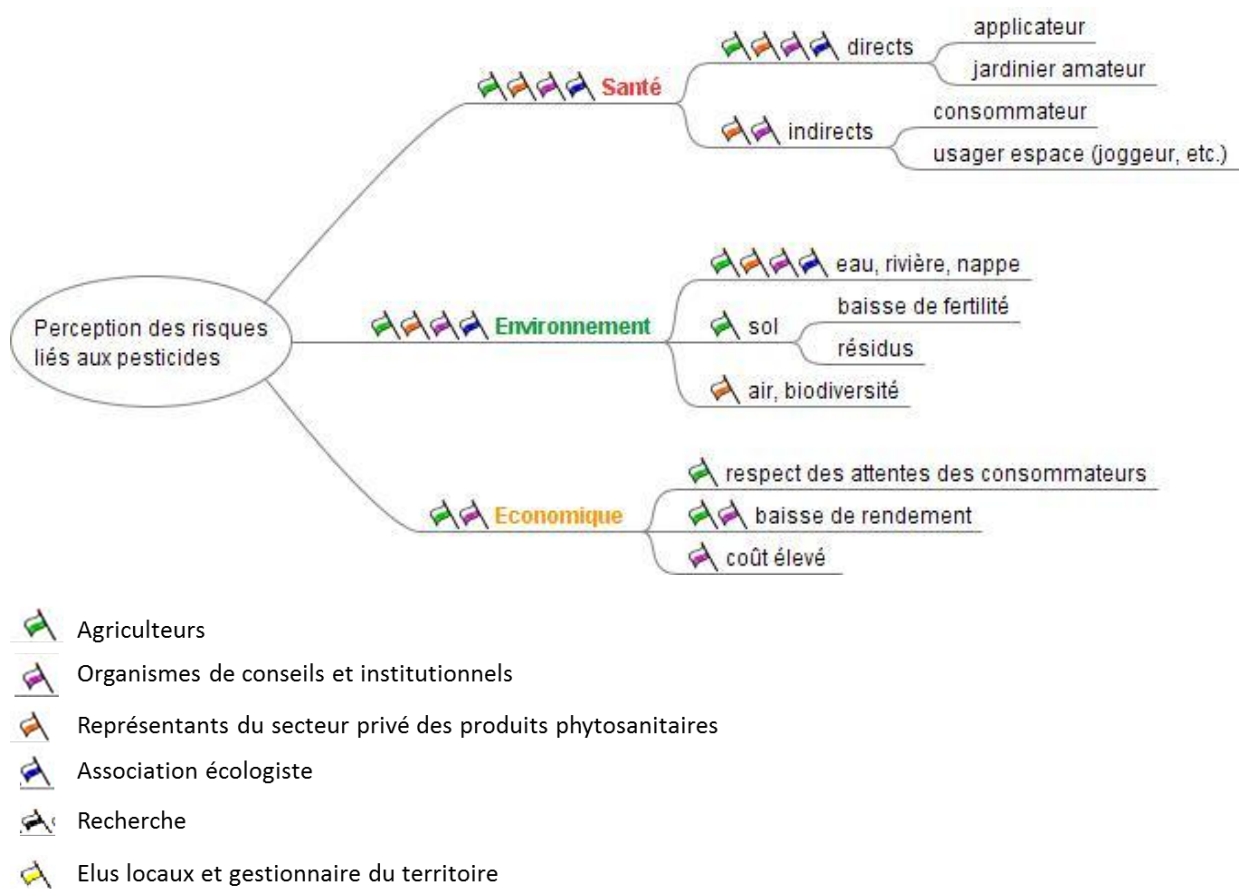 applicateur
directs
jardinier amateur
Santé
consommateur
indirects
usager espace (joggeur, etc.)
Perception des risques
liés aux pesticides
eau, rivière, nappe
Environnement
baisse de fertilité
sol
résidus
air, biodiversité
respect des attentes des consommateurs
Economique
baisse de rendement
coût élevé
Agriculteurs
Organismes de conseils et institutionnels
Représentants du secteur privé des produits phytosanitaires
Association écologiste
Recherche
Elus locaux et gestionnaire du territoire